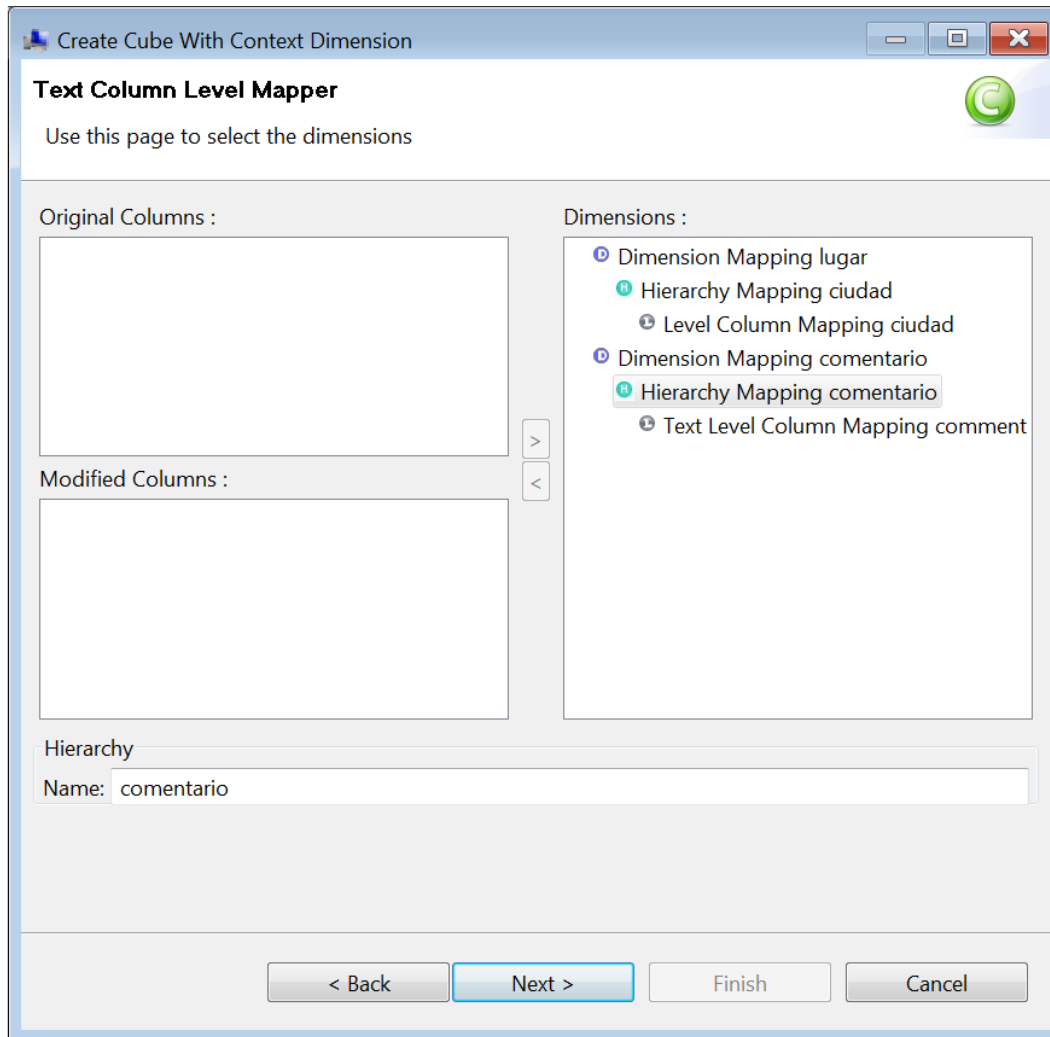 Create Cube With Context Dimension
Text Column Level Mapper
Use this page to select the dimensions
Original Columns :
Modified Columns :
>
<
Dimensions :
Dimension Mapping lugar
Hierarchy Mapping ciudad
Level Column Mapping ciudad
Dimension Mapping comentario
Hierarchy Mapping comentario
Text Level Column Mapping comment
Hierarchy
Name: comentario
< Back
Next >
Finish
Cancel